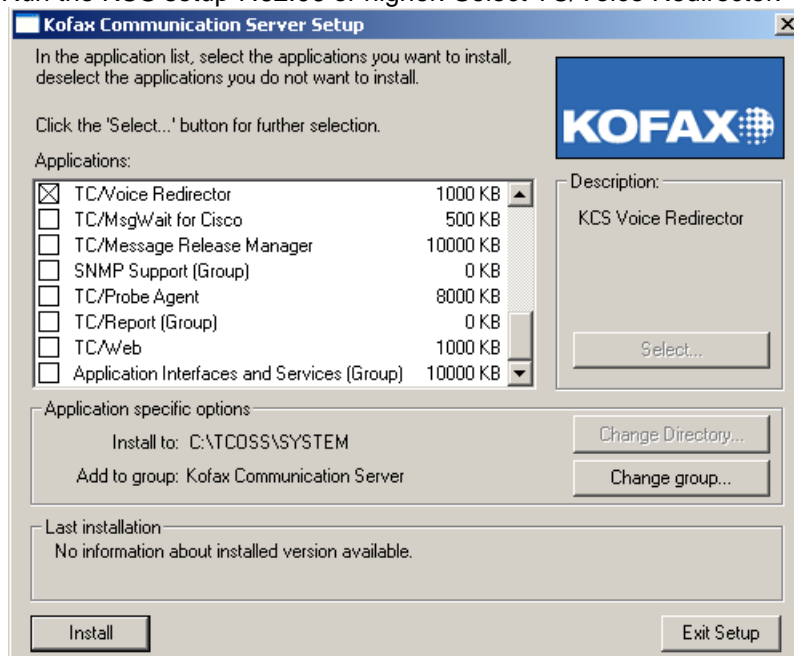 Kofax Communication Server Setup
In the application list, select the applications you want to install,
deselect the applications you do not want to install.
Click the 'Select...' button for further selection.
KOFAX
Applications:
TC/Voice Redirector 1000 KB
TC/MsgWait for Cisco 500 KB
TC/Message Release Manager 10000 KB
SNMP Support (Group) 0 KB
TC/Probe Agent 8000 KB
TC/Report (Group) 0 KB
TC/Web 1000 KB
Application Interfaces and Services (Group) 10000 KB
Description:
KCS Voice Redirector
Select...
Application specific options
Install to: C:\TCOSS\SYSTEM
Change Directory...
Add to group: Kofax Communication Server
Change group...
Last installation
No information about installed version available.
Install
Exit Setup